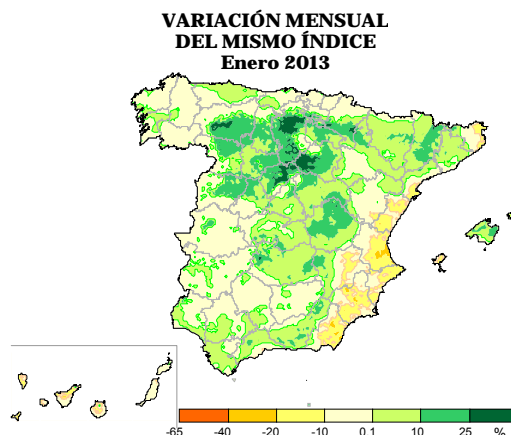 VARIACIÓN MENSUAL
DEL MISMO ÍNDICE
Enero 2013
-65 -40 -20 -10 0.1 10 25 %